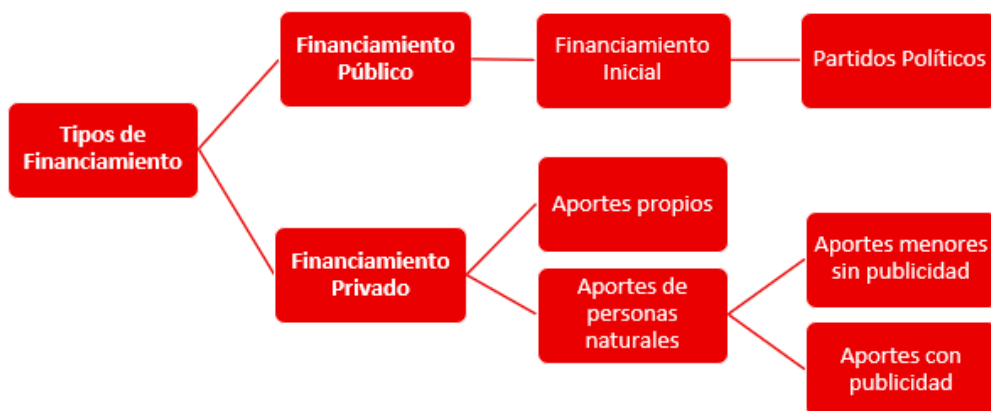 Tipos de
Financiamiento
Financiamiento
Público
Financiamiento
Inicial
Partidos Políticos
Financiamiento
Privado
Aportes propios
Aportes de
personas
naturales
Aportes menores
sin publicidad
Aportes con
publicidad